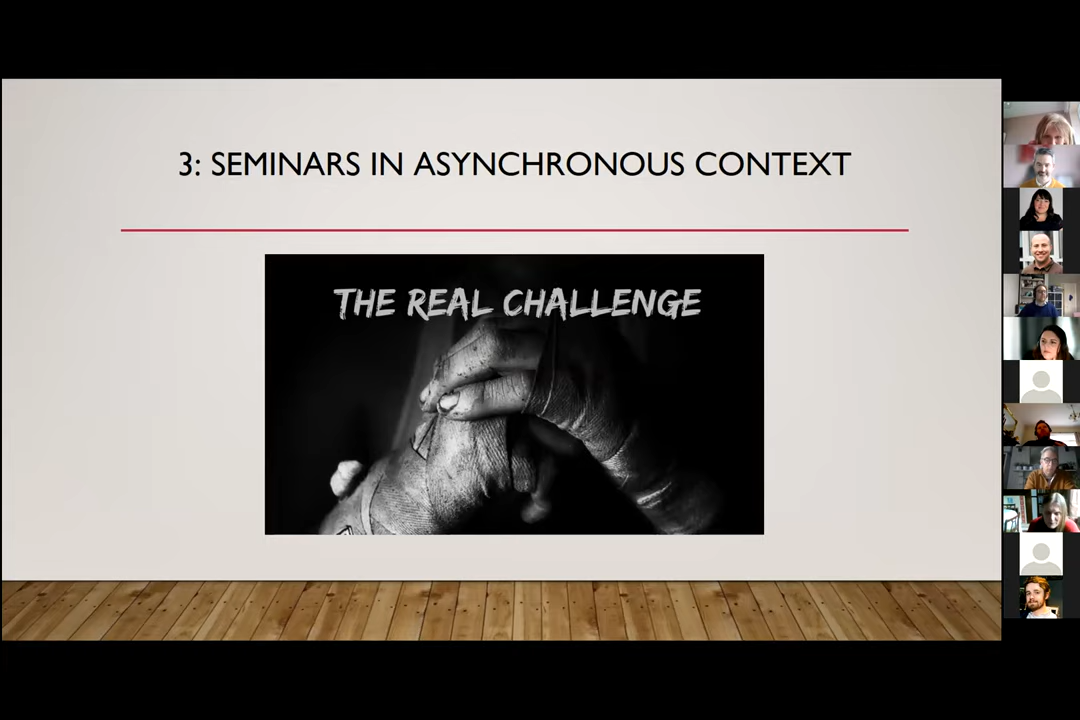 3: SEMINARS IN ASYNCHRONOUS CONTEXT
THE REAL CHALLENGE